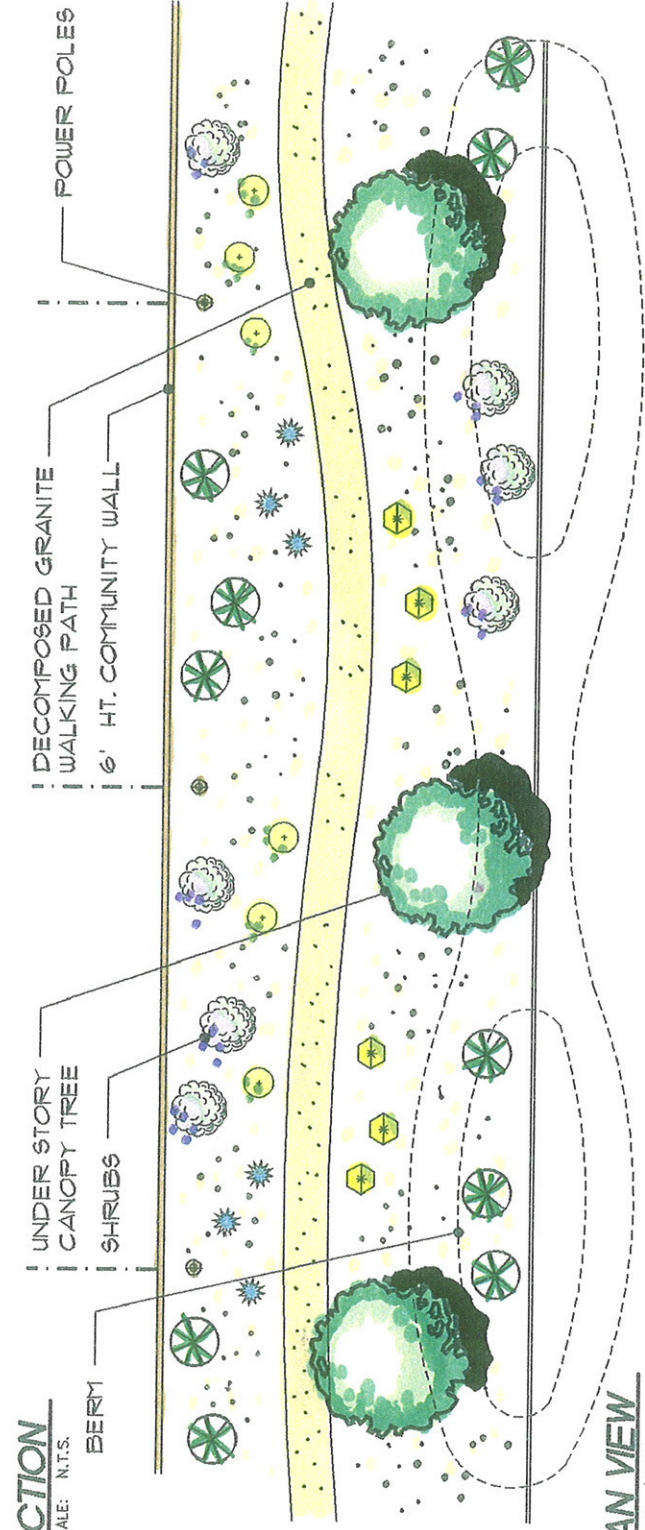 POWER POLES
DECOMPOSED GRANITE
WALKING PATH
6' HT. COMMUNITY WALL
UNDER STORY
CANOPY TREE
SHRUBS
BERM
CTION
ALE: N.T.S.
AN VIEW